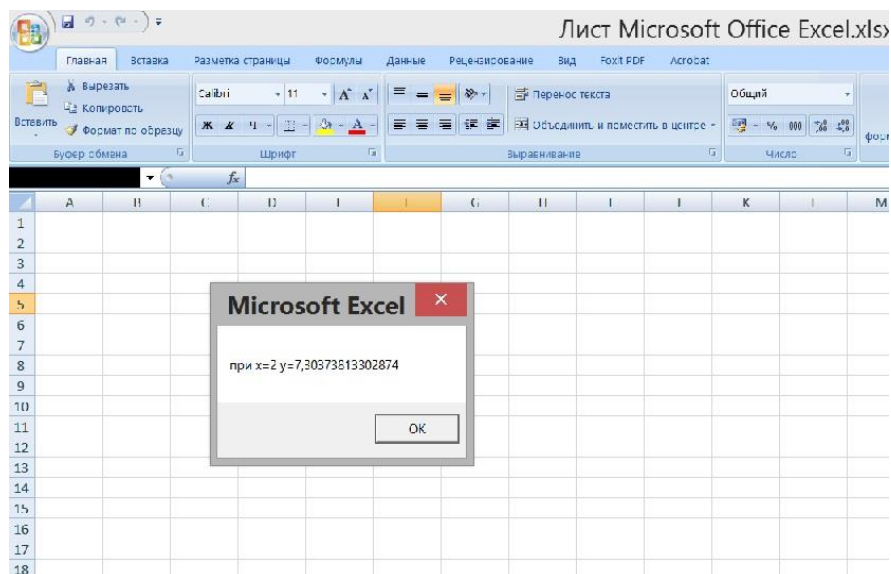 Лист Microsoft Office Excel.xlsx
Главная Вставка Разметка страницы Формулы Данные Рецензирование Вид Foxit PDF Acrobat
Вставить
Вырезать
Копировать
Формат по образцу
Calibri 11
Ж К Ч
Перенос текста
Объединить и поместить в центре
Общий
% 000
Буфер обмена Шрифт Выравнивание Число
fx
A B C D F G H K M
1
2
3
4
5
6
7
8
9
10
11
12
13
14
15
16
17
18
Microsoft Excel
при x=2 y=7,30373813302874
OK